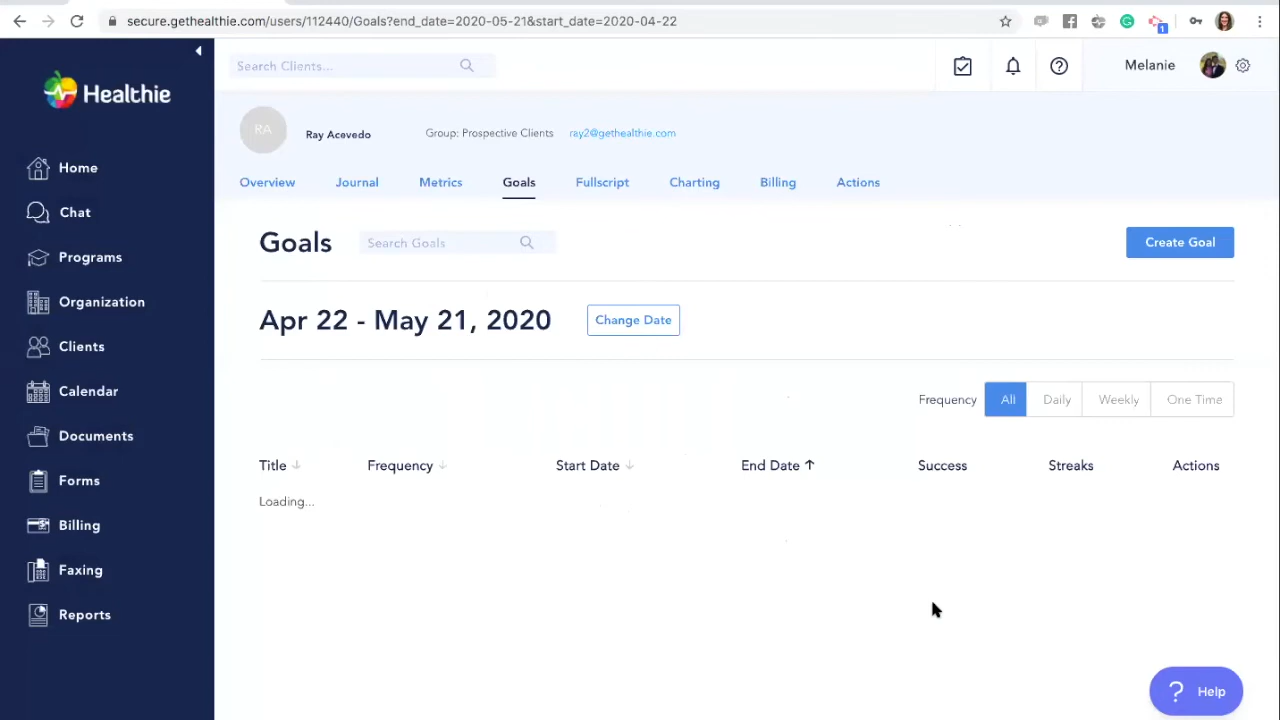 secure.gethealthie.com/users/112440/Goals?end_date=2020-05-21&start_date=2020-04-22
1
Healthie
Search Clients...
Melanie
RA
Ray Acevedo
Group: Prospective Clients
ray2@gethealthie.com
Overview
Journal
Metrics
Goals
Fullscript
Charting
Billing
Actions
Home
Chat
Programs
Organization
Clients
Calendar
Documents
Forms
Billing
Faxing
Reports
Goals
Search Goals
Create Goal
Apr 22 - May 21, 2020
Change Date
Frequency
All
Daily
Weekly
One Time
Title
Frequency
Start Date
End Date
Success
Streaks
Actions
Loading...
? Help